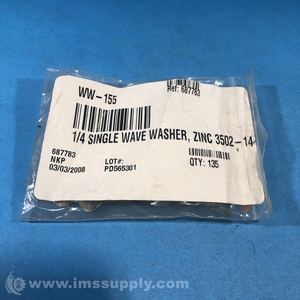 WW-155
Ref: 687783
1/4 SINGLE WAVE WASHER, ZINC 3502-14-
687783
NKP
03/03/2008
LOT#:
PD565301
QTY: 135
© www.imssupply.com